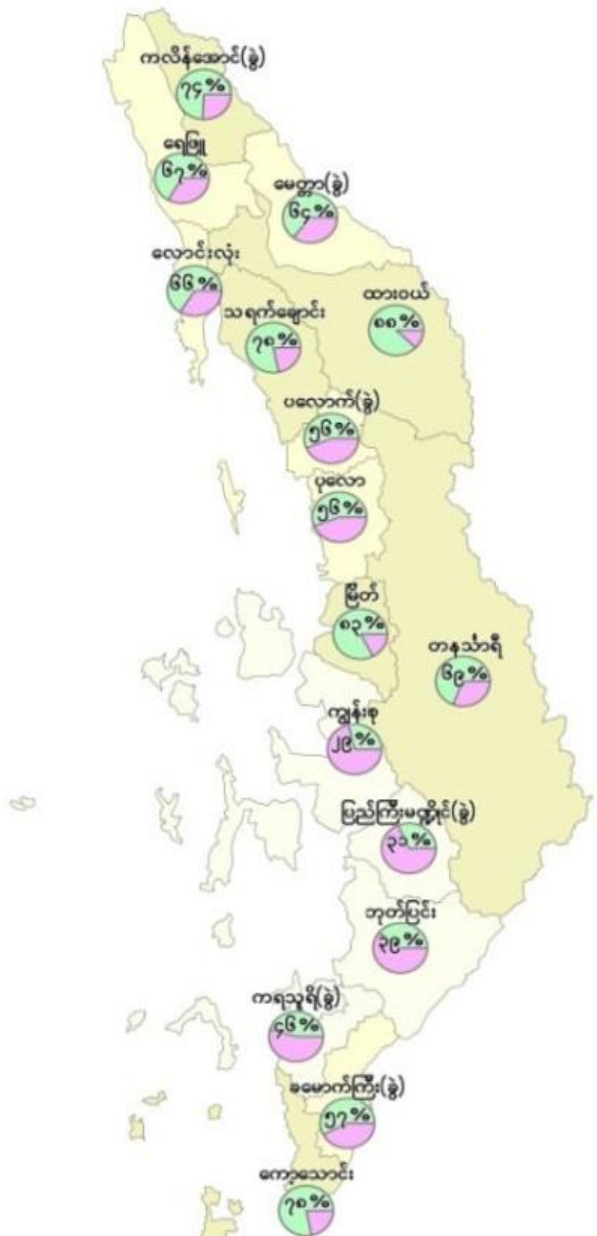 ကလိန်အောင်(ခွဲ)
၇၄%
ရေဖြူ
၆၇%
မေတ္တာ(ခွဲ)
၆၄%
လောင်းလုံး
၆၆%
ထားဝယ်
၈၈%
သရက်ချောင်း
၇၈%
ပလောက်(ခွဲ)
၅၆%
ပုလော
၅၆%
မြိတ်
၈၃%
တနင်္သာရီ
၆၉%
ကျွန်းစု
၂၉%
ပြည်ကြီးမဏ္ဍိုင်(ခွဲ)
၃၁%
ဘုတ်ပြင်း
၃၉%
ကရသူရိ(ခွဲ)
၄၆%
ခမောက်ကြီး(ခွဲ)
၅၇%
ကော့သောင်း
၇၈%